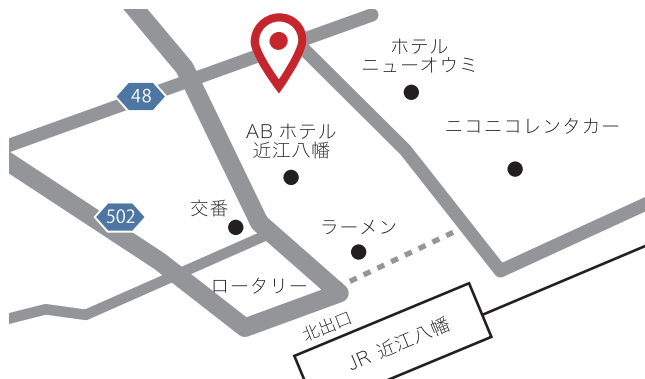 ホテル
ニューオウミ
48
ABホテル
近江八幡
ニコニコレンタカー
交番
502
ラーメン
ロータリー
北出口
JR 近江八幡